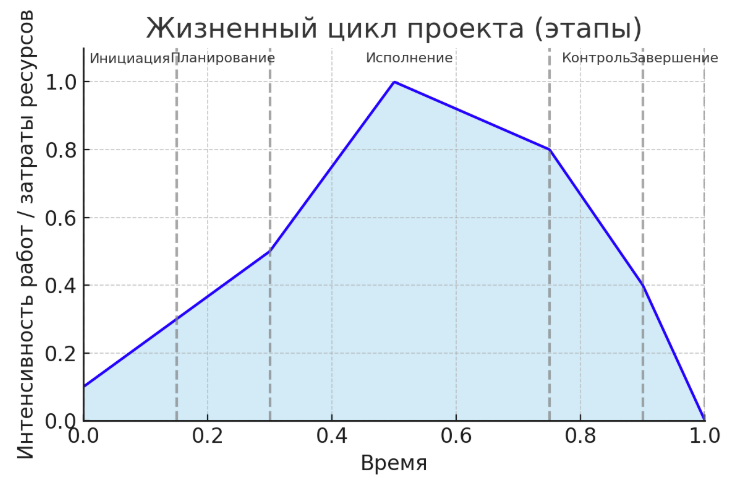 Жизненный цикл проекта (этапы)
Инициация Планирование Исполнение Контроль Завершение
Интенсивность работ / затраты ресурсов
1.0
0.8
0.6
0.4
0.2
0.0
0.0 0.2 0.4 0.6 0.8 1.0
Время